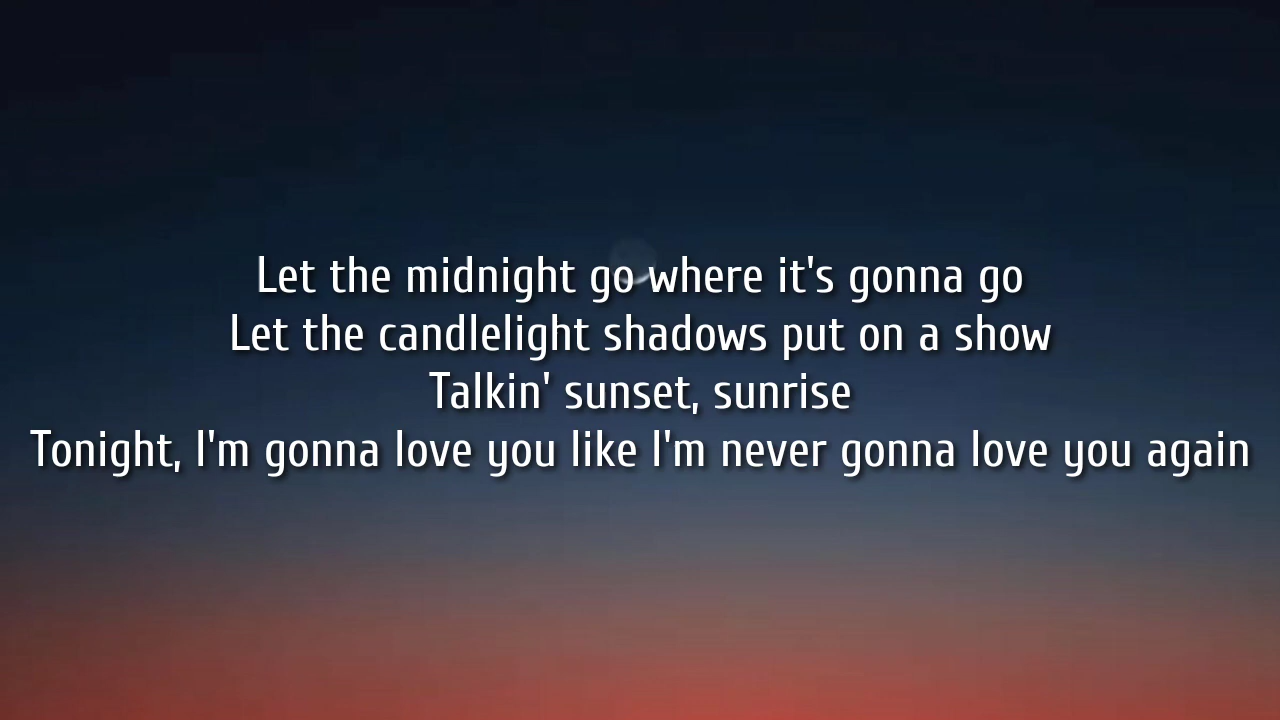 Let the midnight go where it's gonna go
Let the candlelight shadows put on a show
Talkin' sunset, sunrise
Tonight, I'm gonna love you like I'm never gonna love you again